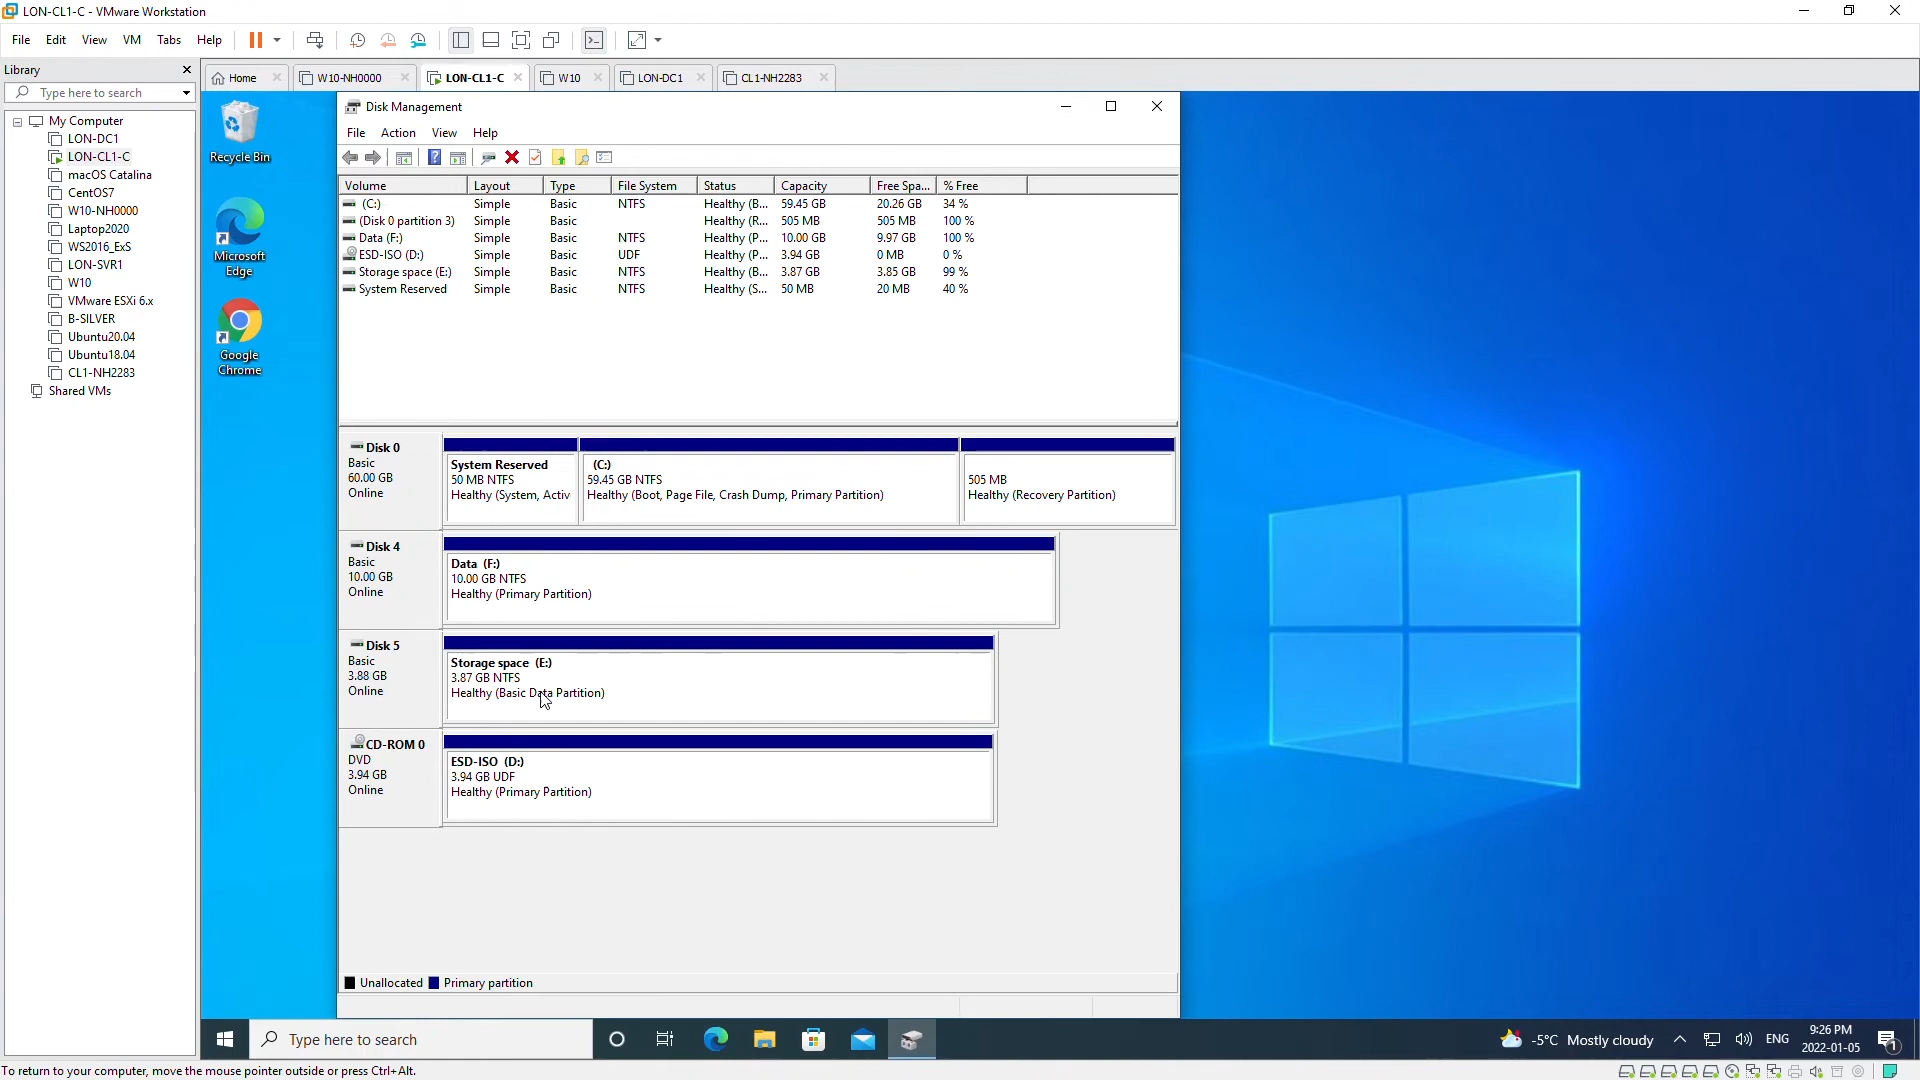 LON-CL1-C - VMware Workstation
File Edit View VM Tabs Help
Library
Type here to search
My Computer
LON-DC1
LON-CL1-C
macOS Catalina
CentOS7
W10-NH0000
Laptop2020
WS2016_ExS
LON-SVR1
W10
VMware ESXi 6.x
B-SILVER
Ubuntu20.04
Ubuntu18.04
CL1-NH2283
Shared VMs
Home W10-NH0000 LON-CL1-C W10 LON-DC1 CL1-NH2283
Recycle Bin
Microsoft
Edge
Google
Chrome
Disk Management
File Action View Help
Volume Layout Type File System Status Capacity Free Spa... % Free
(C:) Simple Basic NTFS Healthy (B... 59.45 GB 20.26 GB 34 %
(Disk 0 partition 3) Simple Basic Healthy (R... 505 MB 505 MB 100 %
Data (F:) Simple Basic NTFS Healthy (P... 10.00 GB 9.97 GB 100 %
ESD-ISO (D:) Simple Basic UDF Healthy (P... 3.94 GB 0 MB 0 %
Storage space (E:) Simple Basic NTFS Healthy (B... 3.87 GB 3.85 GB 99 %
System Reserved Simple Basic NTFS Healthy (S... 50 MB 20 MB 40 %
Disk 0
Basic
60.00 GB
Online
System Reserved
50 MB NTFS
Healthy (System, Activ
(C:)
59.45 GB NTFS
Healthy (Boot, Page File, Crash Dump, Primary Partition)
505 MB
Healthy (Recovery Partition)
Disk 4
Basic
10.00 GB
Online
Data (F:)
10.00 GB NTFS
Healthy (Primary Partition)
Disk 5
Basic
3.88 GB
Online
Storage space (E:)
3.87 GB NTFS
Healthy (Basic Data Partition)
CD-ROM 0
DVD
3.94 GB
Online
ESD-ISO (D:)
3.94 GB UDF
Healthy (Primary Partition)
Unallocated Primary partition
Type here to search
-5°C Mostly cloudy
ENG
9:26 PM
2022-01-05
1
To return to your computer, move the mouse pointer outside or press Ctrl+Alt.